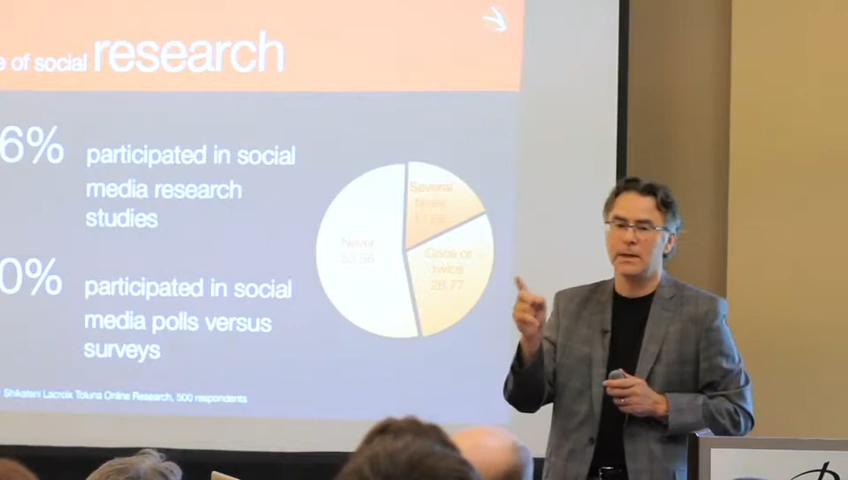 e of social research
6%
participated in social
media research
studies
0%
participated in social
media polls versus
surveys
Several
Never
Once or
twice
28.77
Shikatani Lacroix Toluna Online Research, 500 respondents